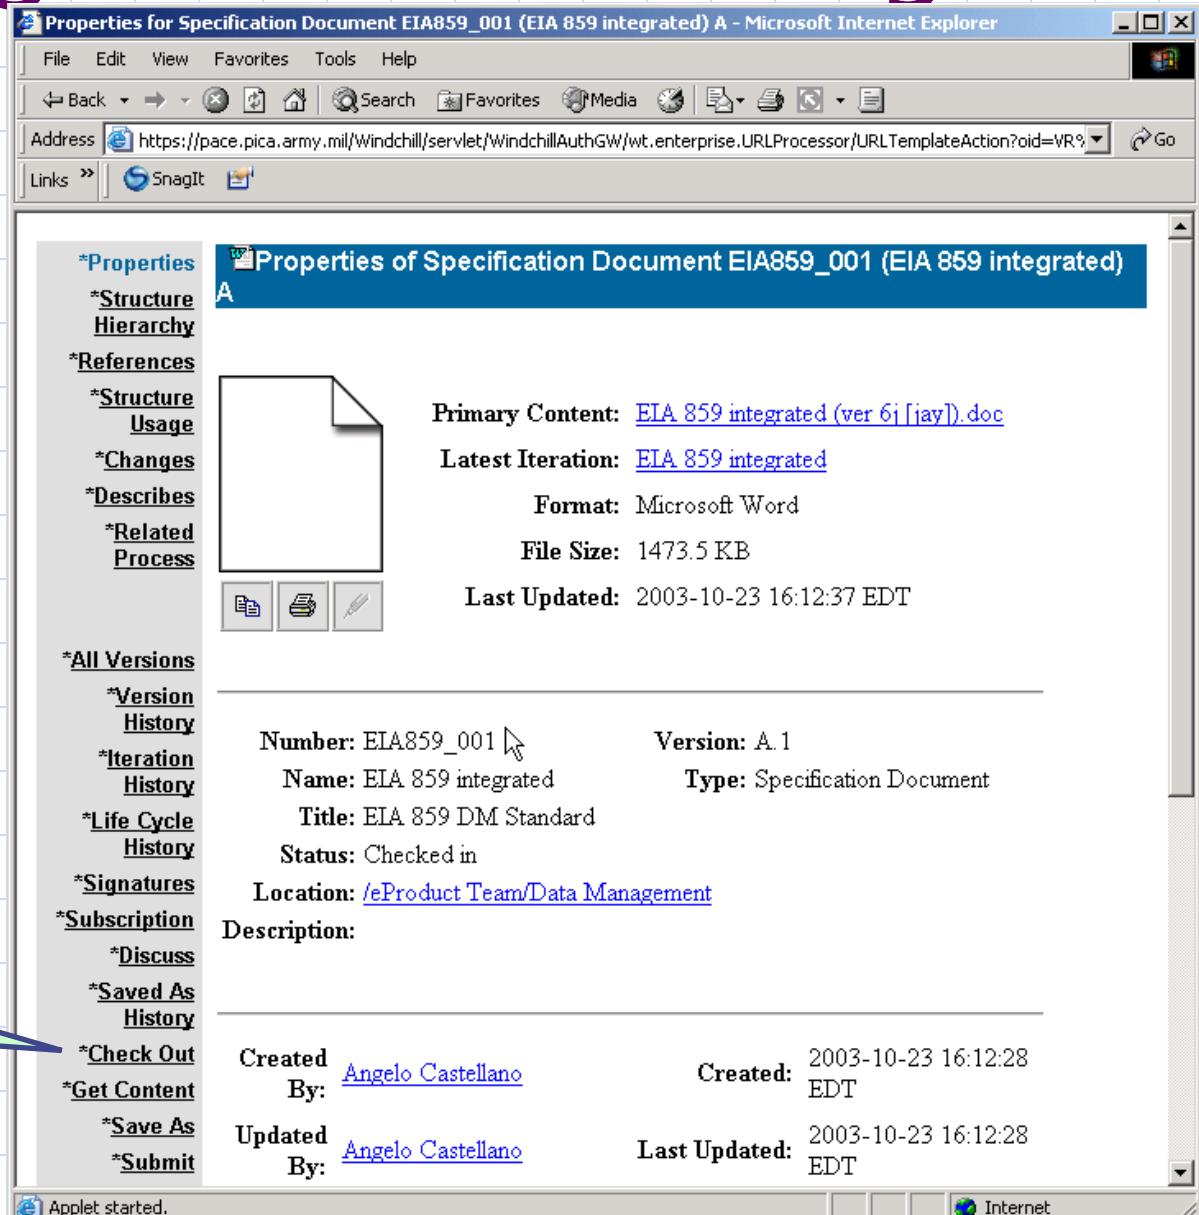 Properties for Specification Document EIA859_001 (EIA 859 integrated) A - Microsoft Internet Explorer
File Edit View Favorites Tools Help
Back Search Favorites Media
Address https://pace.pica.army.mil/Windchill/servlet/WindchillAuthGW/wt.enterprise.URLProcessor/URLTemplateAction?oid=VR% Go
Links » SnagIt
*Properties
*Structure
Hierarchy
*References
*Structure
Usage
*Changes
*Describes
*Related
Process
*All Versions
*Version
History
*Iteration
History
*Life Cycle
History
*Signatures
*Subscription
*Discuss
*Saved As
History
*Check Out
*Get Content
*Save As
*Submit
Properties of Specification Document EIA859_001 (EIA 859 integrated)
A
Primary Content: EIA 859 integrated (ver 6j [jay]).doc
Latest Iteration: EIA 859 integrated
Format: Microsoft Word
File Size: 1473.5 KB
Last Updated: 2003-10-23 16:12:37 EDT
Number: EIA859_001 Version: A.1
Name: EIA 859 integrated Type: Specification Document
Title: EIA 859 DM Standard
Status: Checked in
Location: /eProduct Team/Data Management
Description:
Created By: Angelo Castellano Created: 2003-10-23 16:12:28 EDT
Updated By: Angelo Castellano Last Updated: 2003-10-23 16:12:28 EDT
Applet started. Internet